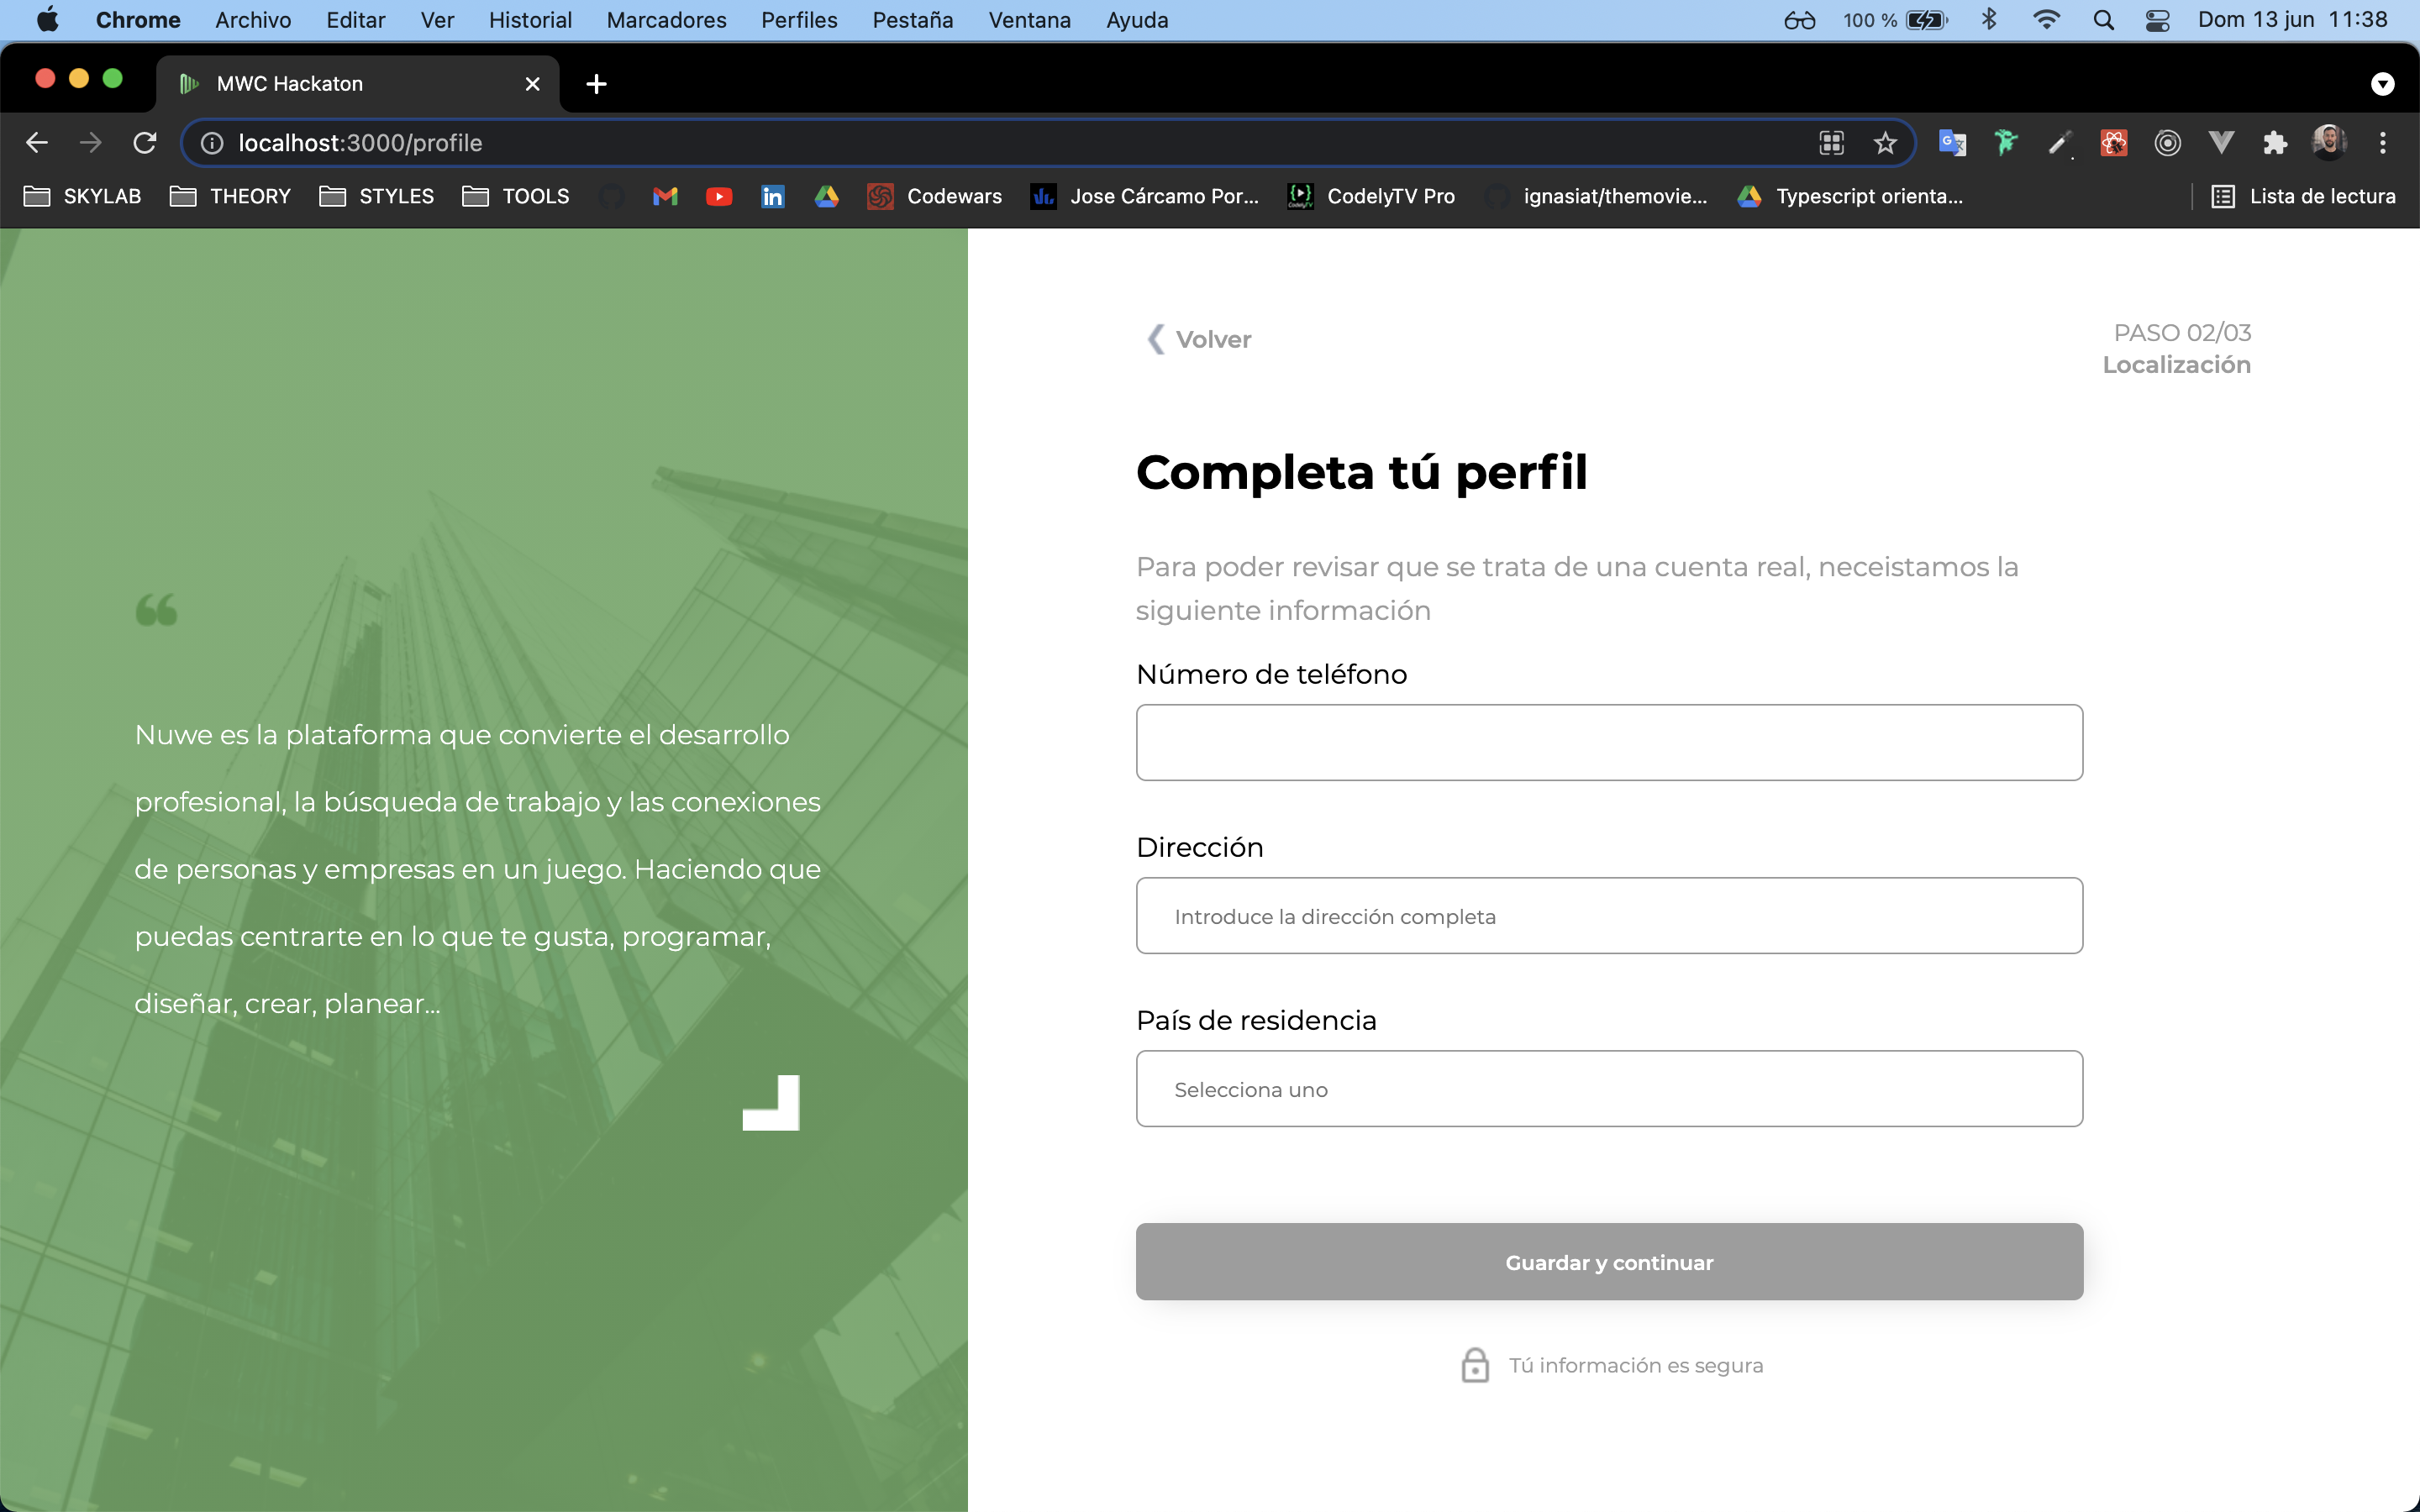 Chrome Archivo Editar Ver Historial Marcadores Perfiles Pestaña Ventana Ayuda 100 % Dom 13 jun 11:38
MWC Hackaton
localhost:3000/profile
SKYLAB THEORY STYLES TOOLS Codewars Jose Cárcamo Por... CodelyTV Pro ignasiat/themovie... Typescript orienta... Lista de lectura
Volver
PASO 02/03
Localización
Completa tú perfil
Para poder revisar que se trata de una cuenta real, neceistamos la
siguiente información
Número de teléfono
Dirección
Introduce la dirección completa
País de residencia
Selecciona uno
Guardar y continuar
Tú información es segura
“
Nuwe es la plataforma que convierte el desarrollo
profesional, la búsqueda de trabajo y las conexiones
de personas y empresas en un juego. Haciendo que
puedas centrarte en lo que te gusta, programar,
diseñar, crear, planear...